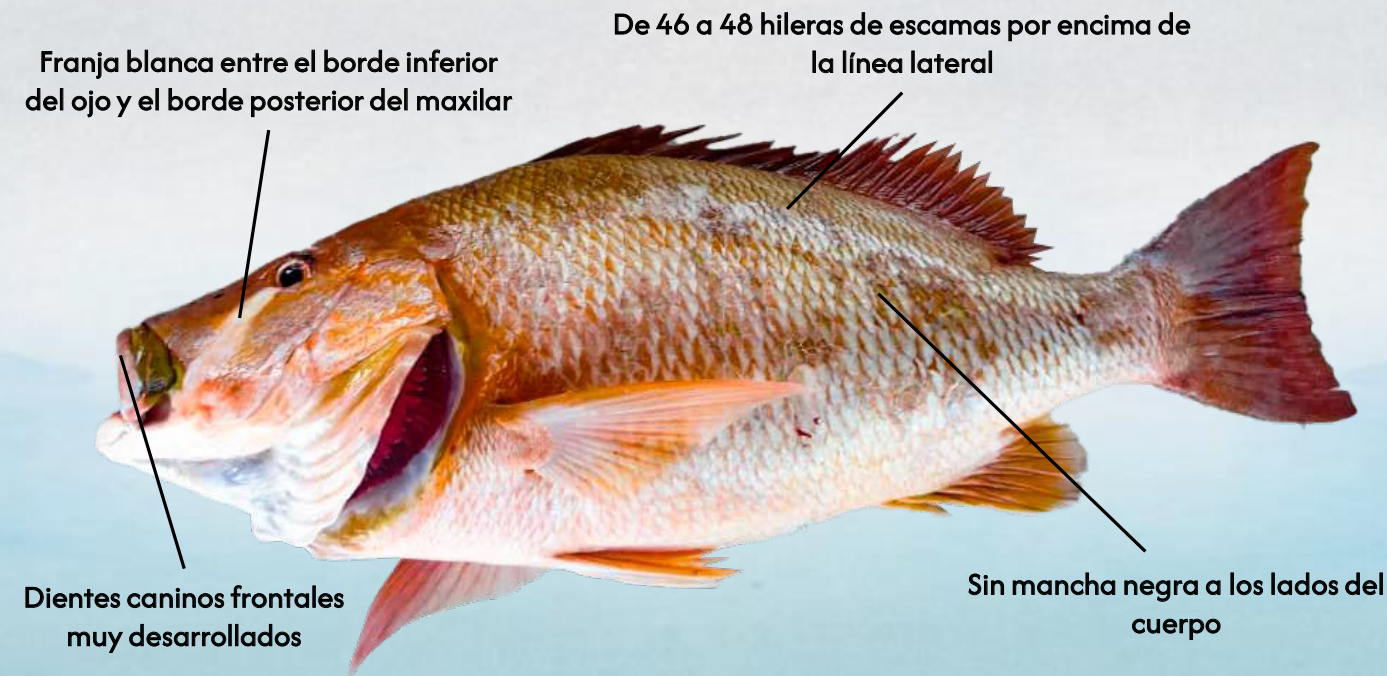 De 46 a 48 hileras de escamas por encima de
la línea lateral
Franja blanca entre el borde inferior
del ojo y el borde posterior del maxilar
Dientes caninos frontales
muy desarrollados
Sin mancha negra a los lados del
cuerpo